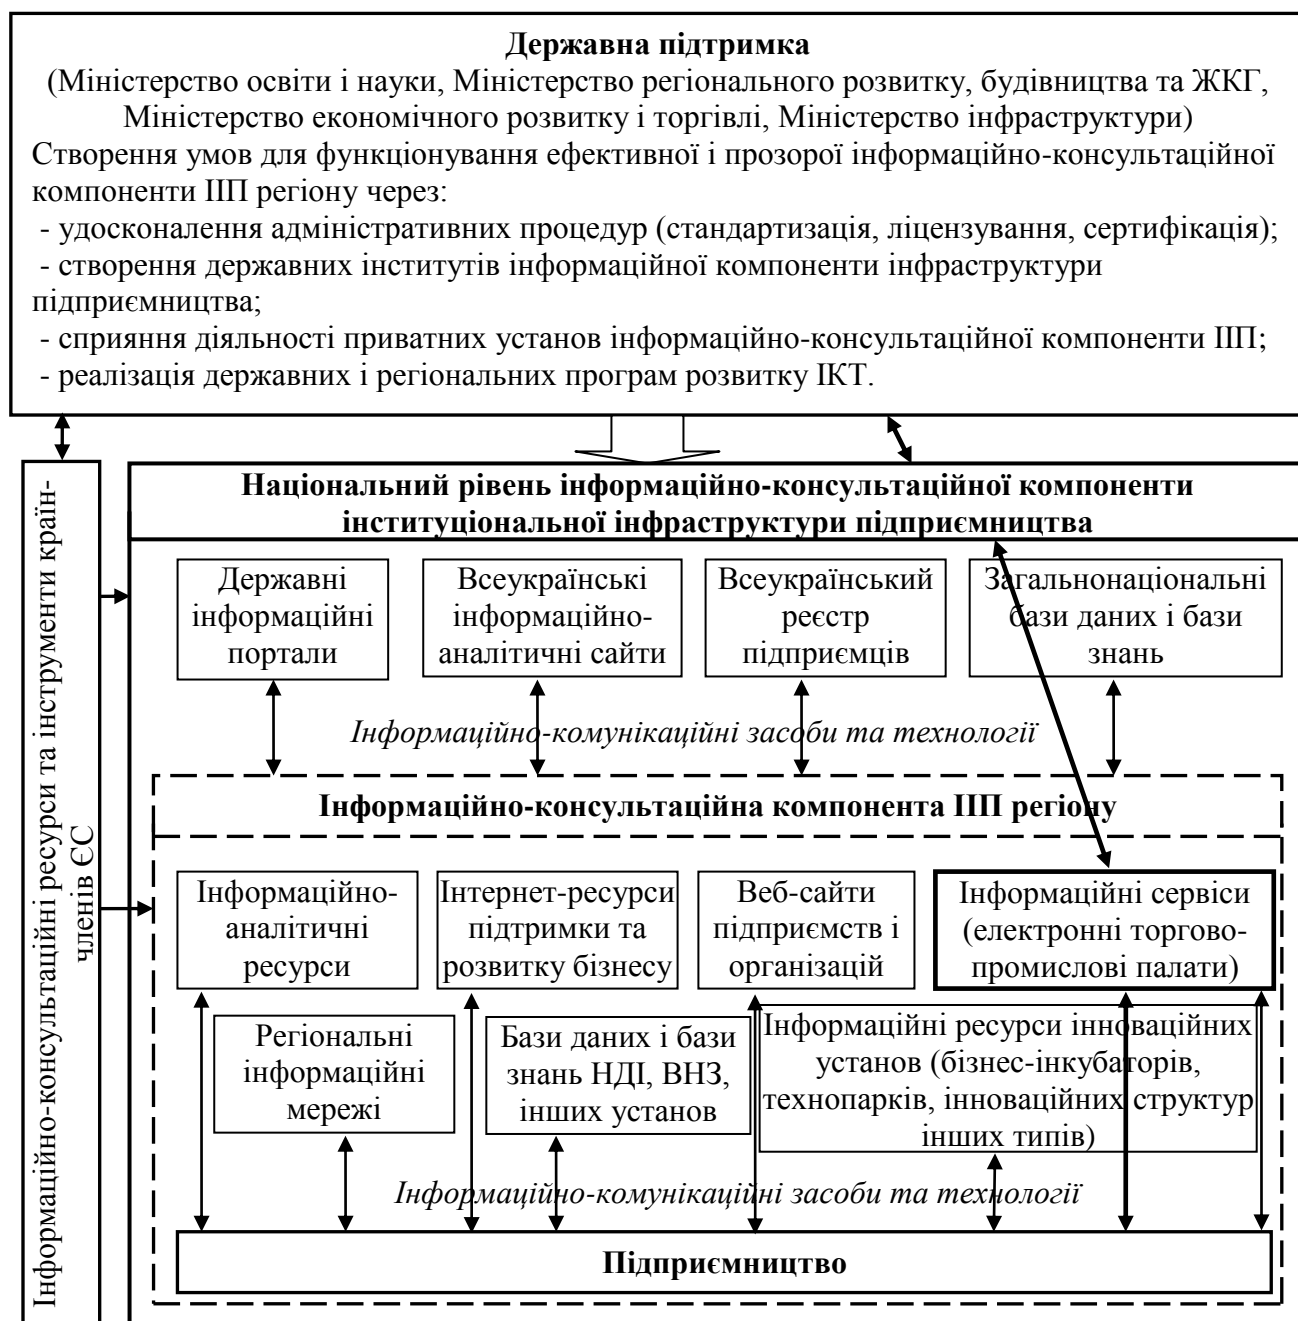 Державна підтримка
(Міністерство освіти і науки, Міністерство регіонального розвитку, будівництва та ЖКГ,
Міністерство економічного розвитку і торгівлі, Міністерство інфраструктури)
Створення умов для функціонування ефективної і прозорої інформаційно-консультаційної
компоненти ІІП регіону через:
- удосконалення адміністративних процедур (стандартизація, ліцензування, сертифікація);
- створення державних інститутів інформаційної компоненти інфраструктури
підприємництва;
- сприяння діяльності приватних установ інформаційно-консультаційної компоненти ІІП;
- реалізація державних і регіональних програм розвитку ІКТ.
Інформаційно-консультаційні ресурси та інструменти країн-
членів ЄС
Національний рівень інформаційно-консультаційної компоненти
інституціональної інфраструктури підприємництва
Державні
інформаційні
портали
Всеукраїнські
інформаційно-
аналітичні сайти
Всеукраїнський
реєстр
підприємців
Загальнонаціональні
бази даних і бази
знань
Інформаційно-комунікаційні засоби та технології
Інформаційно-консультаційна компонента ІІП регіону
Інформаційно-
аналітичні
ресурси
Інтернет-ресурси
підтримки та
розвитку бізнесу
Веб-сайти
підприємств і
організацій
Інформаційні сервіси
(електронні торгово-
промислові палати)
Регіональні
інформаційні
мережі
Бази даних і бази
знань НДІ, ВНЗ,
інших установ
Інформаційні ресурси інноваційних
установ (бізнес-інкубаторів,
технопарків, інноваційних структур
інших типів)
Інформаційно-комунікаційні засоби та технології
Підприємництво